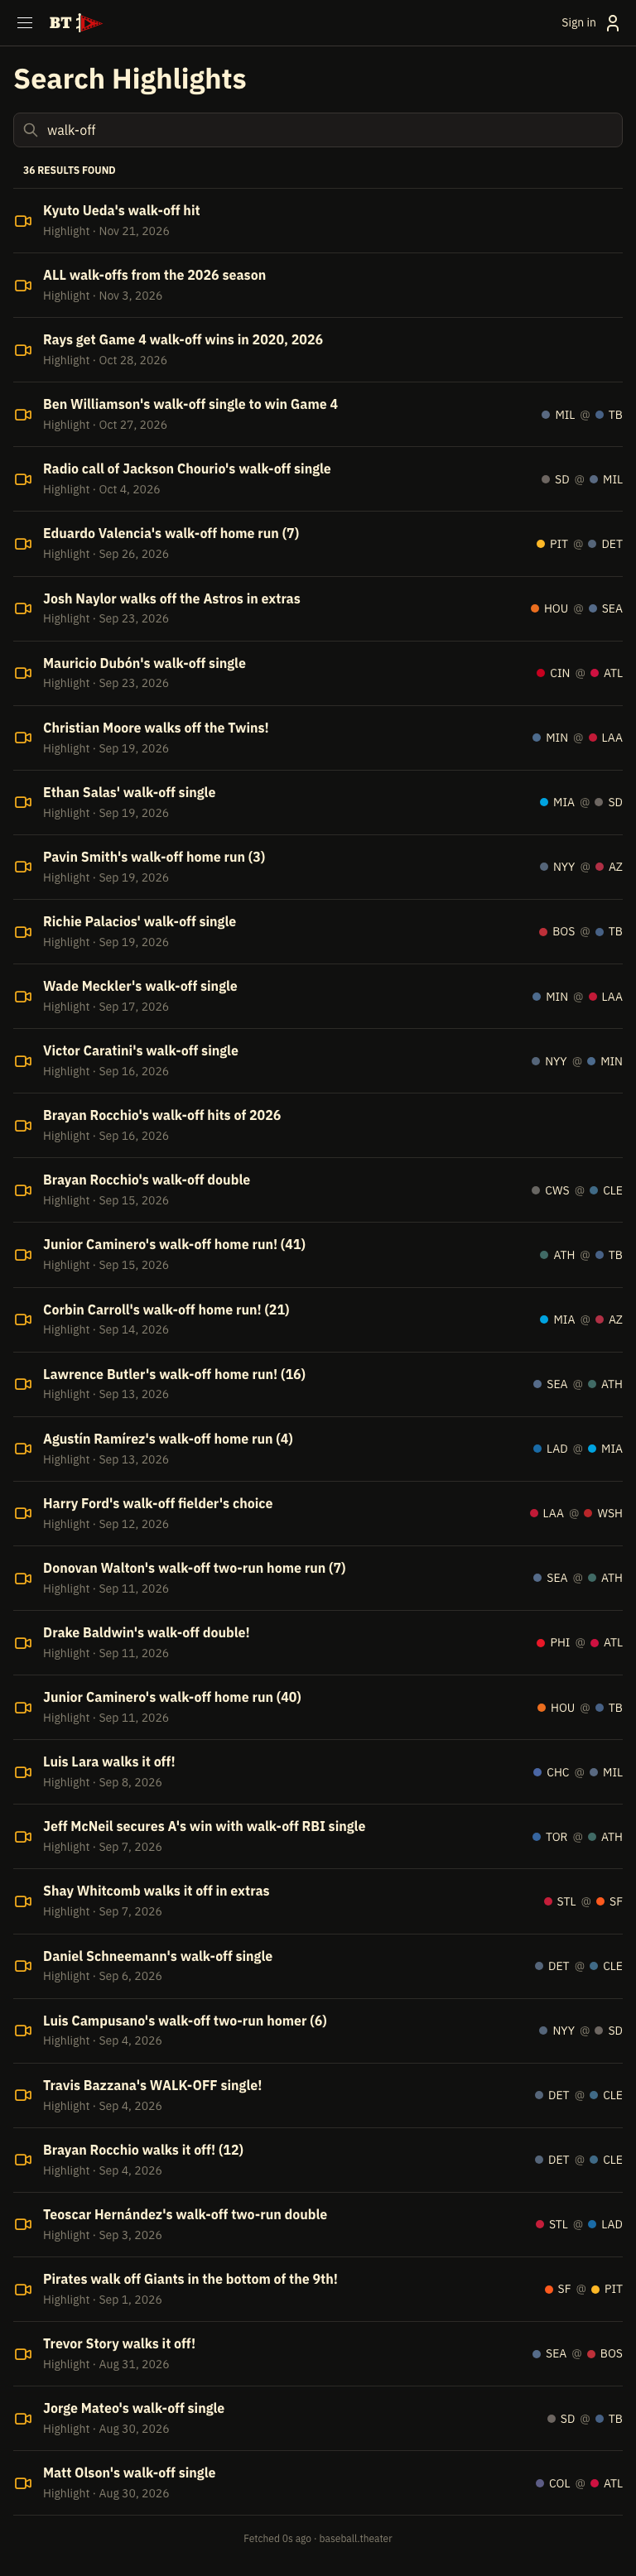 BT
Sign in
Search Highlights
walk-off
36 RESULTS FOUND
Kyuto Ueda's walk-off hit
Highlight · Nov 21, 2026
ALL walk-offs from the 2026 season
Highlight · Nov 3, 2026
Rays get Game 4 walk-off wins in 2020, 2026
Highlight · Oct 28, 2026
Ben Williamson's walk-off single to win Game 4
Highlight · Oct 27, 2026
MIL @ TB
Radio call of Jackson Chourio's walk-off single
Highlight · Oct 4, 2026
SD @ MIL
Eduardo Valencia's walk-off home run (7)
Highlight · Sep 26, 2026
PIT @ DET
Josh Naylor walks off the Astros in extras
Highlight · Sep 23, 2026
HOU @ SEA
Mauricio Dubón's walk-off single
Highlight · Sep 23, 2026
CIN @ ATL
Christian Moore walks off the Twins!
Highlight · Sep 19, 2026
MIN @ LAA
Ethan Salas' walk-off single
Highlight · Sep 19, 2026
MIA @ SD
Pavin Smith's walk-off home run (3)
Highlight · Sep 19, 2026
NYY @ AZ
Richie Palacios' walk-off single
Highlight · Sep 19, 2026
BOS @ TB
Wade Meckler's walk-off single
Highlight · Sep 17, 2026
MIN @ LAA
Victor Caratini's walk-off single
Highlight · Sep 16, 2026
NYY @ MIN
Brayan Rocchio's walk-off hits of 2026
Highlight · Sep 16, 2026
Brayan Rocchio's walk-off double
Highlight · Sep 15, 2026
CWS @ CLE
Junior Caminero's walk-off home run! (41)
Highlight · Sep 15, 2026
ATH @ TB
Corbin Carroll's walk-off home run! (21)
Highlight · Sep 14, 2026
MIA @ AZ
Lawrence Butler's walk-off home run! (16)
Highlight · Sep 13, 2026
SEA @ ATH
Agustín Ramírez's walk-off home run (4)
Highlight · Sep 13, 2026
LAD @ MIA
Harry Ford's walk-off fielder's choice
Highlight · Sep 12, 2026
LAA @ WSH
Donovan Walton's walk-off two-run home run (7)
Highlight · Sep 11, 2026
SEA @ ATH
Drake Baldwin's walk-off double!
Highlight · Sep 11, 2026
PHI @ ATL
Junior Caminero's walk-off home run (40)
Highlight · Sep 11, 2026
HOU @ TB
Luis Lara walks it off!
Highlight · Sep 8, 2026
CHC @ MIL
Jeff McNeil secures A's win with walk-off RBI single
Highlight · Sep 7, 2026
TOR @ ATH
Shay Whitcomb walks it off in extras
Highlight · Sep 7, 2026
STL @ SF
Daniel Schneemann's walk-off single
Highlight · Sep 6, 2026
DET @ CLE
Luis Campusano's walk-off two-run homer (6)
Highlight · Sep 4, 2026
NYY @ SD
Travis Bazzana's WALK-OFF single!
Highlight · Sep 4, 2026
DET @ CLE
Brayan Rocchio walks it off! (12)
Highlight · Sep 4, 2026
DET @ CLE
Teoscar Hernández's walk-off two-run double
Highlight · Sep 3, 2026
STL @ LAD
Pirates walk off Giants in the bottom of the 9th!
Highlight · Sep 1, 2026
SF @ PIT
Trevor Story walks it off!
Highlight · Aug 31, 2026
SEA @ BOS
Jorge Mateo's walk-off single
Highlight · Aug 30, 2026
SD @ TB
Matt Olson's walk-off single
Highlight · Aug 30, 2026
COL @ ATL
Fetched 0s ago · baseball.theater